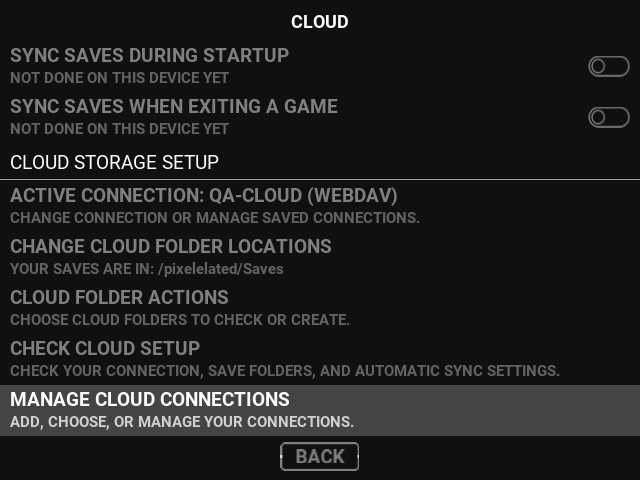 CLOUD
SYNC SAVES DURING STARTUP
NOT DONE ON THIS DEVICE YET
SYNC SAVES WHEN EXITING A GAME
NOT DONE ON THIS DEVICE YET
CLOUD STORAGE SETUP
ACTIVE CONNECTION: QA-CLOUD (WEBDAV)
CHANGE CONNECTION OR MANAGE SAVED CONNECTIONS.
CHANGE CLOUD FOLDER LOCATIONS
YOUR SAVES ARE IN: /pixelelated/Saves
CLOUD FOLDER ACTIONS
CHOOSE CLOUD FOLDERS TO CHECK OR CREATE.
CHECK CLOUD SETUP
CHECK YOUR CONNECTION, SAVE FOLDERS, AND AUTOMATIC SYNC SETTINGS.
MANAGE CLOUD CONNECTIONS
ADD, CHOOSE, OR MANAGE YOUR CONNECTIONS.
BACK